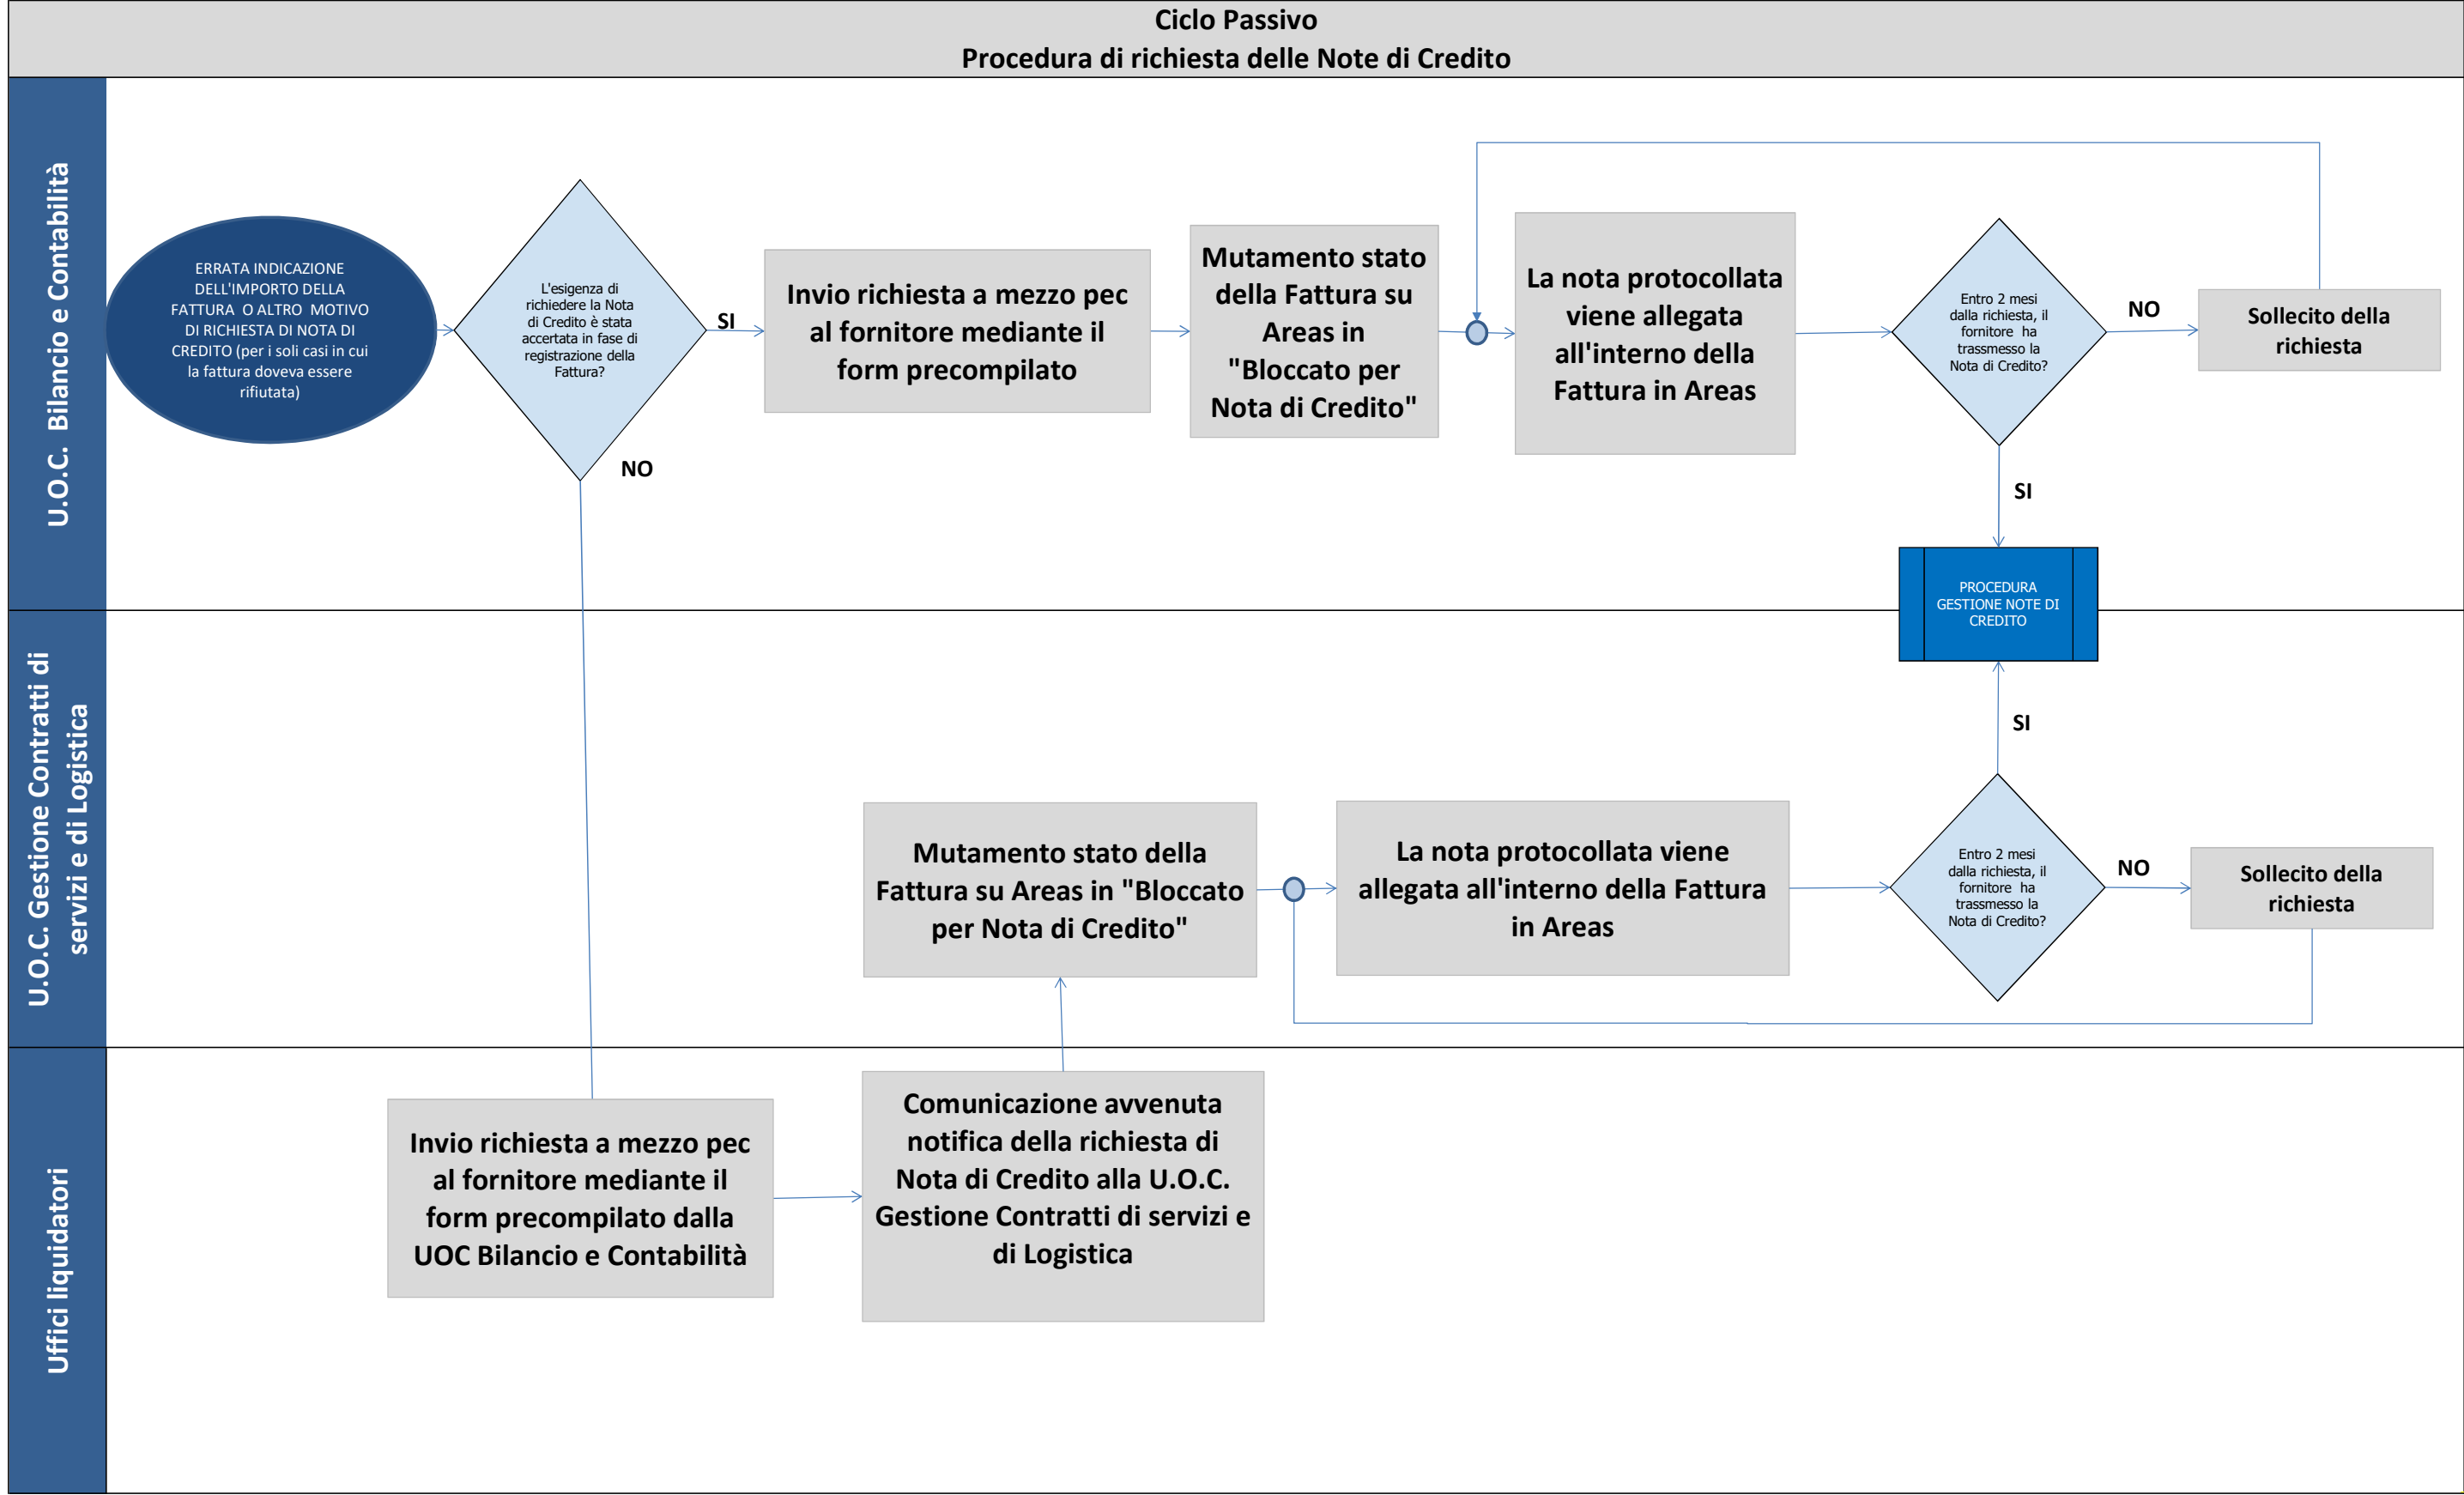 Ciclo Passivo
Procedura di richiesta delle Note di Credito
U.O.C.  Bilancio e Contabilità
ERRATA INDICAZIONE
DELL'IMPORTO DELLA
FATTURA  O ALTRO  MOTIVO
DI RICHIESTA DI NOTA DI
CREDITO (per i soli casi in cui
la fattura doveva essere
rifiutata)
L'esigenza di
richiedere la Nota
di Credito è stata
accertata in fase di
registrazione della
Fattura?
SI
NO
Invio richiesta a mezzo pec
al fornitore mediante il
form precompilato
Mutamento stato
della Fattura su
Areas in
"Bloccato per
Nota di Credito"
La nota protocollata
viene allegata
all'interno della
Fattura in Areas
Entro 2 mesi
dalla richiesta, il
fornitore  ha
trassmesso la
Nota di Credito?
NO
Sollecito della
richiesta
SI
PROCEDURA
GESTIONE NOTE DI
CREDITO
U.O.C. Gestione Contratti di
servizi e di Logistica
SI
Mutamento stato della
Fattura su Areas in "Bloccato
per Nota di Credito"
La nota protocollata viene
allegata all'interno della Fattura
in Areas
Entro 2 mesi
dalla richiesta, il
fornitore  ha
trassmesso la
Nota di Credito?
NO
Sollecito della
richiesta
Uffici liquidatori
Invio richiesta a mezzo pec
al fornitore mediante il
form precompilato dalla
UOC Bilancio e Contabilità
Comunicazione avvenuta
notifica della richiesta di
Nota di Credito alla U.O.C.
Gestione Contratti di servizi e
di Logistica